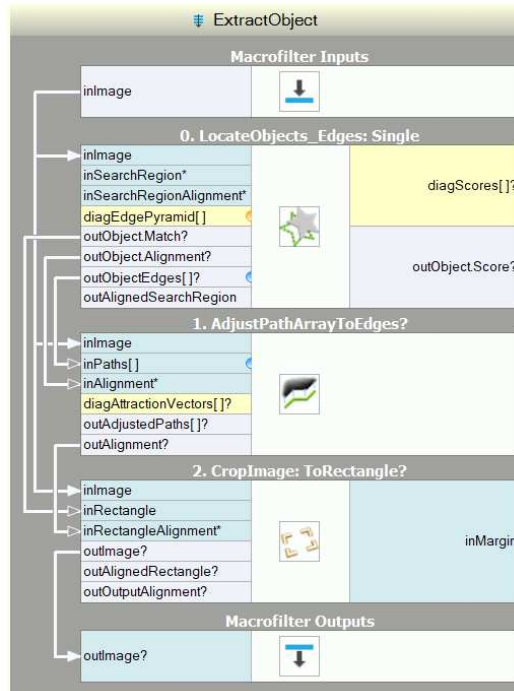 ExtractObject
Macrofilter Inputs
inImage
0. LocateObjects_Edges: Single
inImage
inSearchRegion*
inSearchRegionAlignment*
diagEdgePyramid[ ]
outObject.Match?
outObject.Alignment?
outObjectEdges[ ]?
outAlignedSearchRegion
diagScores[ ]?
outObject.Score?
1. AdjustPathArrayToEdges?
inImage
inPaths[ ]
inAlignment*
diagAttractionVectors[ ]?
outAdjustedPaths[ ]?
outAlignment?
2. CropImage: ToRectangle?
inImage
inRectangle
inRectangleAlignment*
outImage?
outAlignedRectangle?
outOutputAlignment?
inMargin
Macrofilter Outputs
outImage?